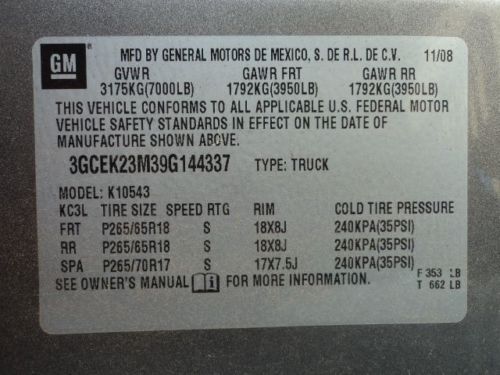 GM
MFD BY GENERAL MOTORS DE MEXICO, S. DE R.L. DE C.V. 11/08
GVWR GAWR FRT GAWR RR
3175KG(7000LB) 1792KG(3950LB) 1792KG(3950LB)
THIS VEHICLE CONFORMS TO ALL APPLICABLE U.S. FEDERAL MOTOR
VEHICLE SAFETY STANDARDS IN EFFECT ON THE DATE OF
MANUFACTURE SHOWN ABOVE.
3GCEK23M39G144337 TYPE: TRUCK
MODEL: K10543
KC3L TIRE SIZE SPEED RTG RIM COLD TIRE PRESSURE
FRT P265/65R18 S 18X8J 240KPA(35PSI)
RR P265/65R18 S 18X8J 240KPA(35PSI)
SPA P265/70R17 S 17X7.5J 240KPA(35PSI)
SEE OWNER'S MANUAL FOR MORE INFORMATION. F 353 LB
T 662 LB